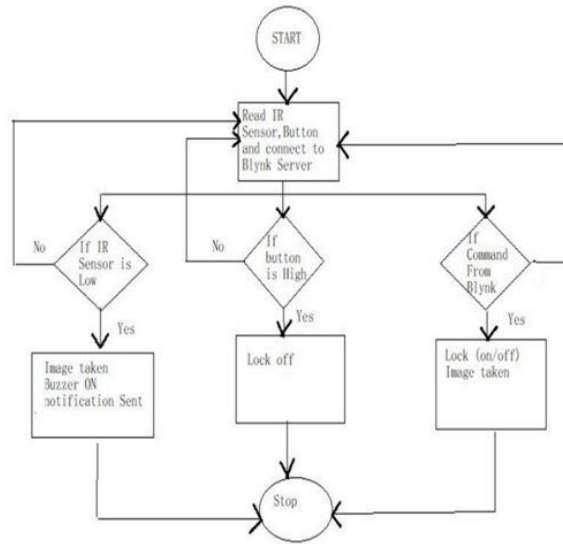 START
Read IR
Sensor,Button
and connect to
Blynk Server
No
If IR
Sensor is
Low
No
If
button
is High
If
Command
From
Blynk
Yes
Yes
Yes
Image taken
Buzzer ON
notification Sent
Lock off
Lock (on/off)
Image taken
Stop